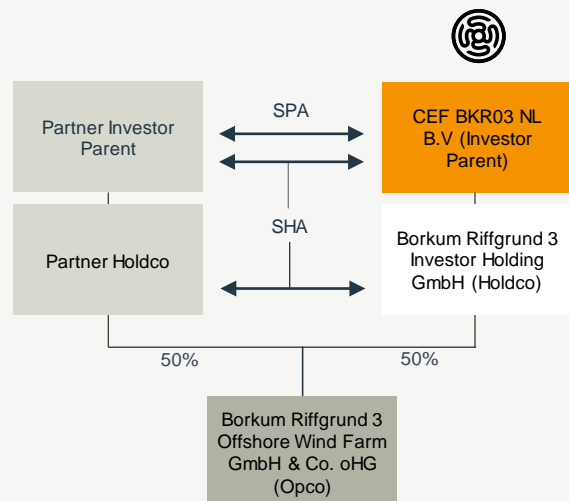 SPA
Partner Investor
Parent
CEF BKR03 NL
B.V (Investor
Parent)
SHA
Partner Holdco
Borkum Riffgrund 3
Investor Holding
GmbH (Holdco)
50%
50%
Borkum Riffgrund 3
Offshore Wind Farm
GmbH & Co. oHG
(Opco)